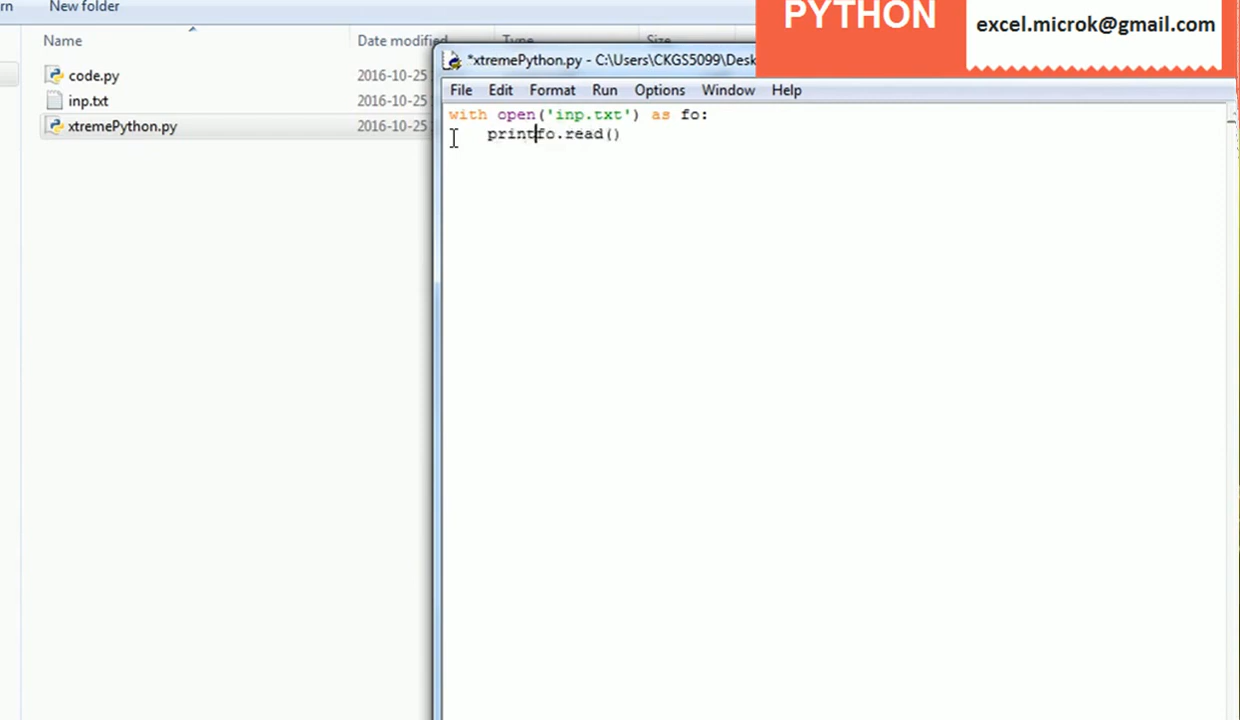 rn New folder
PYTHON
excel.microk@gmail.com
Name Date modified Type Size
code.py 2016-10-25
inp.txt 2016-10-25
xtremePython.py 2016-10-25
*xtremePython.py - C:\Users\CKGS5099\Desk
File Edit Format Run Options Window Help
with open('inp.txt') as fo:
printfo.read()